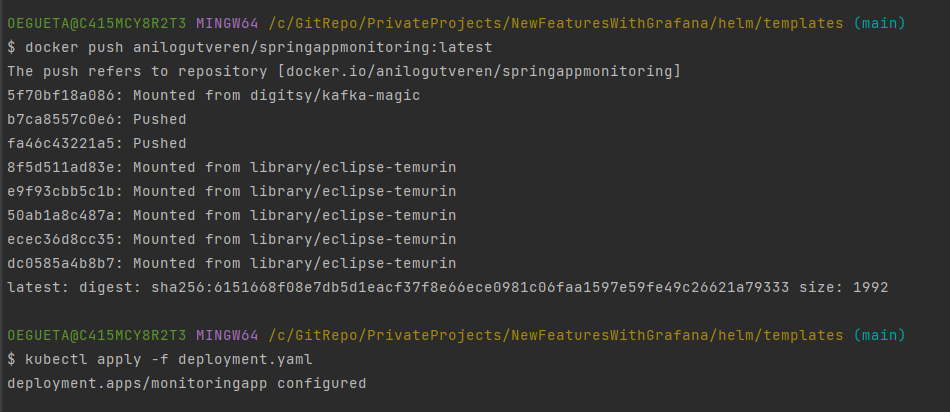 OEGUETA@C415MCY8R2T3 MINGW64 /c/GitRepo/PrivateProjects/NewFeaturesWithGrafana/helm/templates (main)
$ docker push anilogutveren/springappmonitoring:latest
The push refers to repository [docker.io/anilogutveren/springappmonitoring]
5f70bf18a086: Mounted from digitsy/kafka-magic
b7ca8557c0e6: Pushed
fa46c43221a5: Pushed
8f5d511ad83e: Mounted from library/eclipse-temurin
e9f93cbb5c1b: Mounted from library/eclipse-temurin
50ab1a8c487a: Mounted from library/eclipse-temurin
ecec36d8cc35: Mounted from library/eclipse-temurin
dc0585a4b8b7: Mounted from library/eclipse-temurin
latest: digest: sha256:6151668f08e7db5d1eacf37f8e66ece0981c06faa1597e59fe49c26621a79333 size: 1992
OEGUETA@C415MCY8R2T3 MINGW64 /c/GitRepo/PrivateProjects/NewFeaturesWithGrafana/helm/templates (main)
$ kubectl apply -f deployment.yaml
deployment.apps/monitoringapp configured